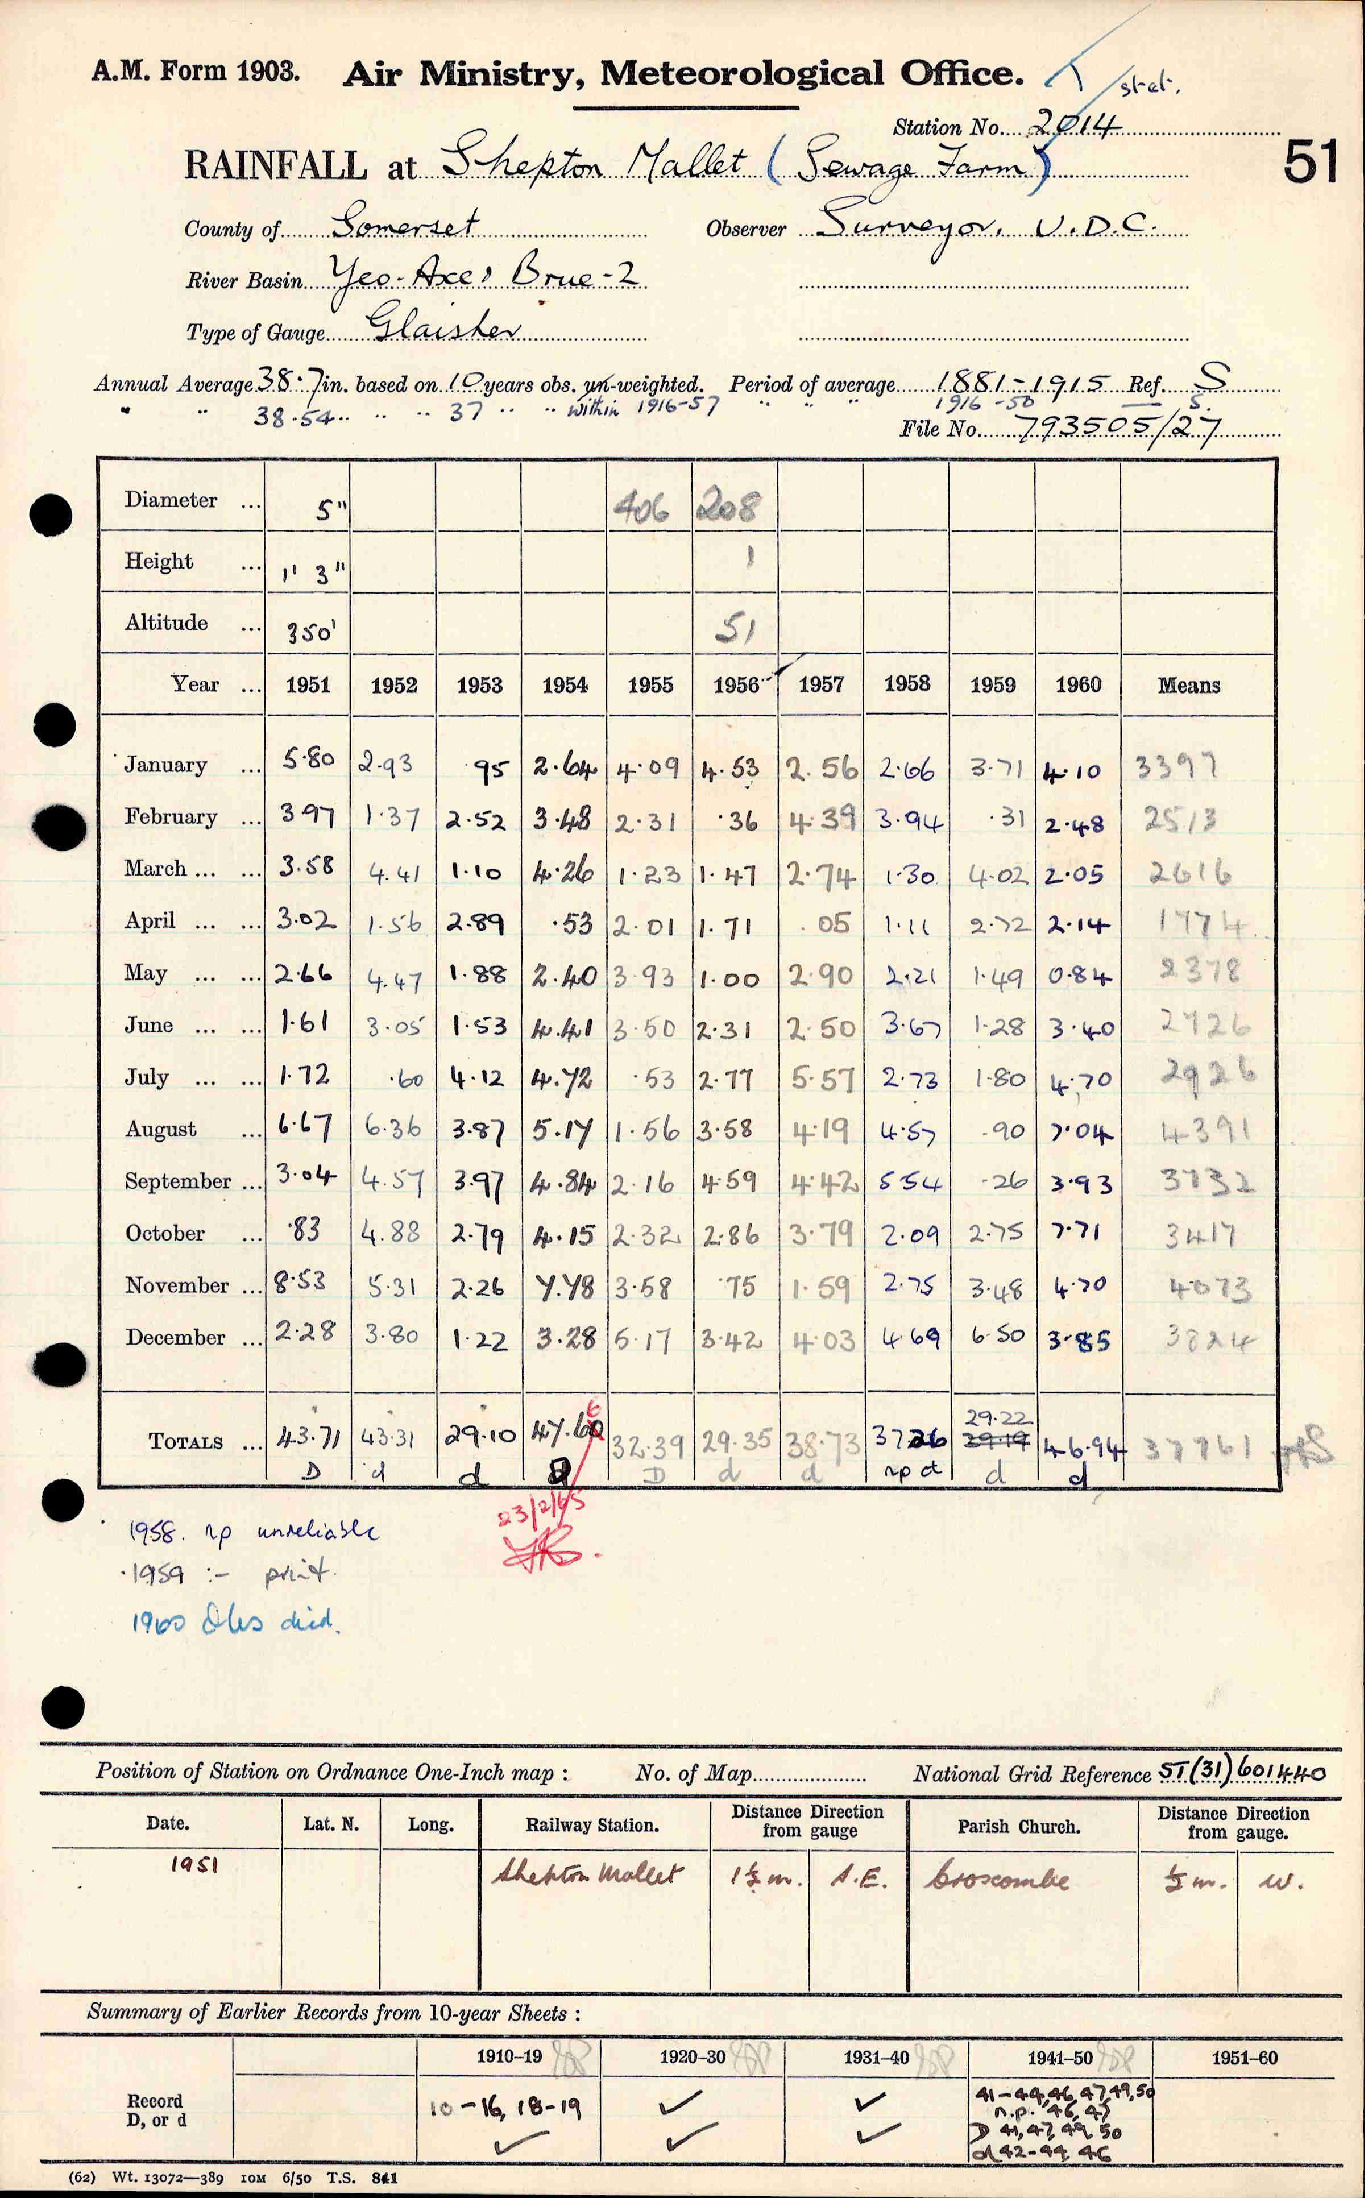 A.M. Form 1903. Air Ministry, Meteorological Office.
stet.
Station No. 2014
51
RAINFALL at Shepton Mallet (Sewage Farm)
County of Somerset Observer Surveyor, U.D.C.
River Basin Yeo-Axe, Brue-2
Type of Gauge Glaisher
Annual Average 38.7 in. based on 10 years obs. un-weighted. Period of average 1881-1915 Ref. S
" " 38.54 " " 37 " " within 1916-57 " " " 1916-50 — S.
File No. 793505/27
Diameter ... 5" 406 208
Height ... 1' 3" 1
Altitude ... 350' 51
Year ... 1951 1952 1953 1954 1955 1956 1957 1958 1959 1960 Means
January ... 5.80 2.93 .95 2.64 4.09 4.53 2.56 2.66 3.71 4.10 3397
February ... 3.97 1.37 2.52 3.48 2.31 .36 4.39 3.94 .31 2.48 2513
March ... ... 3.58 4.41 1.10 4.26 1.23 1.47 2.74 1.30 4.02 2.05 2616
April ... ... 3.02 1.56 2.89 .53 2.01 1.71 .05 1.11 2.72 2.14 1774
May ... ... 2.66 4.47 1.88 2.40 3.93 1.00 2.90 2.21 1.49 0.84 2378
June ... ... 1.61 3.05 1.53 4.41 3.50 2.31 2.50 3.67 1.28 3.40 2726
July ... ... 1.72 .60 4.12 4.72 .53 2.77 5.57 2.73 1.80 4.70 2926
August ... 6.67 6.36 3.87 5.17 1.56 3.58 4.19 4.57 .90 7.04 4391
September ... 3.04 4.57 3.97 4.84 2.16 4.59 4.42 5.54 .26 3.93 3732
October ... .83 4.88 2.79 4.15 2.32 2.86 3.79 2.09 2.75 7.71 3417
November ... 8.53 5.31 2.26 7.78 3.58 .75 1.59 2.75 3.48 4.70 4073
December ... 2.28 3.80 1.22 3.28 5.17 3.42 4.03 4.69 6.50 3.85 3824
6 29.22
TOTALS ... 43.71 43.31 29.10 47.60 32.39 29.35 38.73 37.26 29.19 46.94 37761
D d d D d d np d d d
23/2/65
1958. np unreliable
1959 :- print.
1960 Obs died.
Position of Station on Ordnance One-Inch map : No. of Map National Grid Reference ST(31)601440
Date. Lat. N. Long. Railway Station. Distance from gauge Direction Parish Church. Distance from gauge. Direction
1951 Shepton Mallet 1½ m. S.E. Croscombe ½ m. W.
Summary of Earlier Records from 10-year Sheets :
1910-19 1920-30 1931-40 1941-50 1951-60
Record D, or d 10-16, 18-19 ✓ ✓ ✓ ✓ ✓ 41-44,46,47,49,50
n.p. '46, 47
D 41,47,49,50
d 42-44, 46
(62) Wt. 13072—389 10M 6/50 T.S. 841